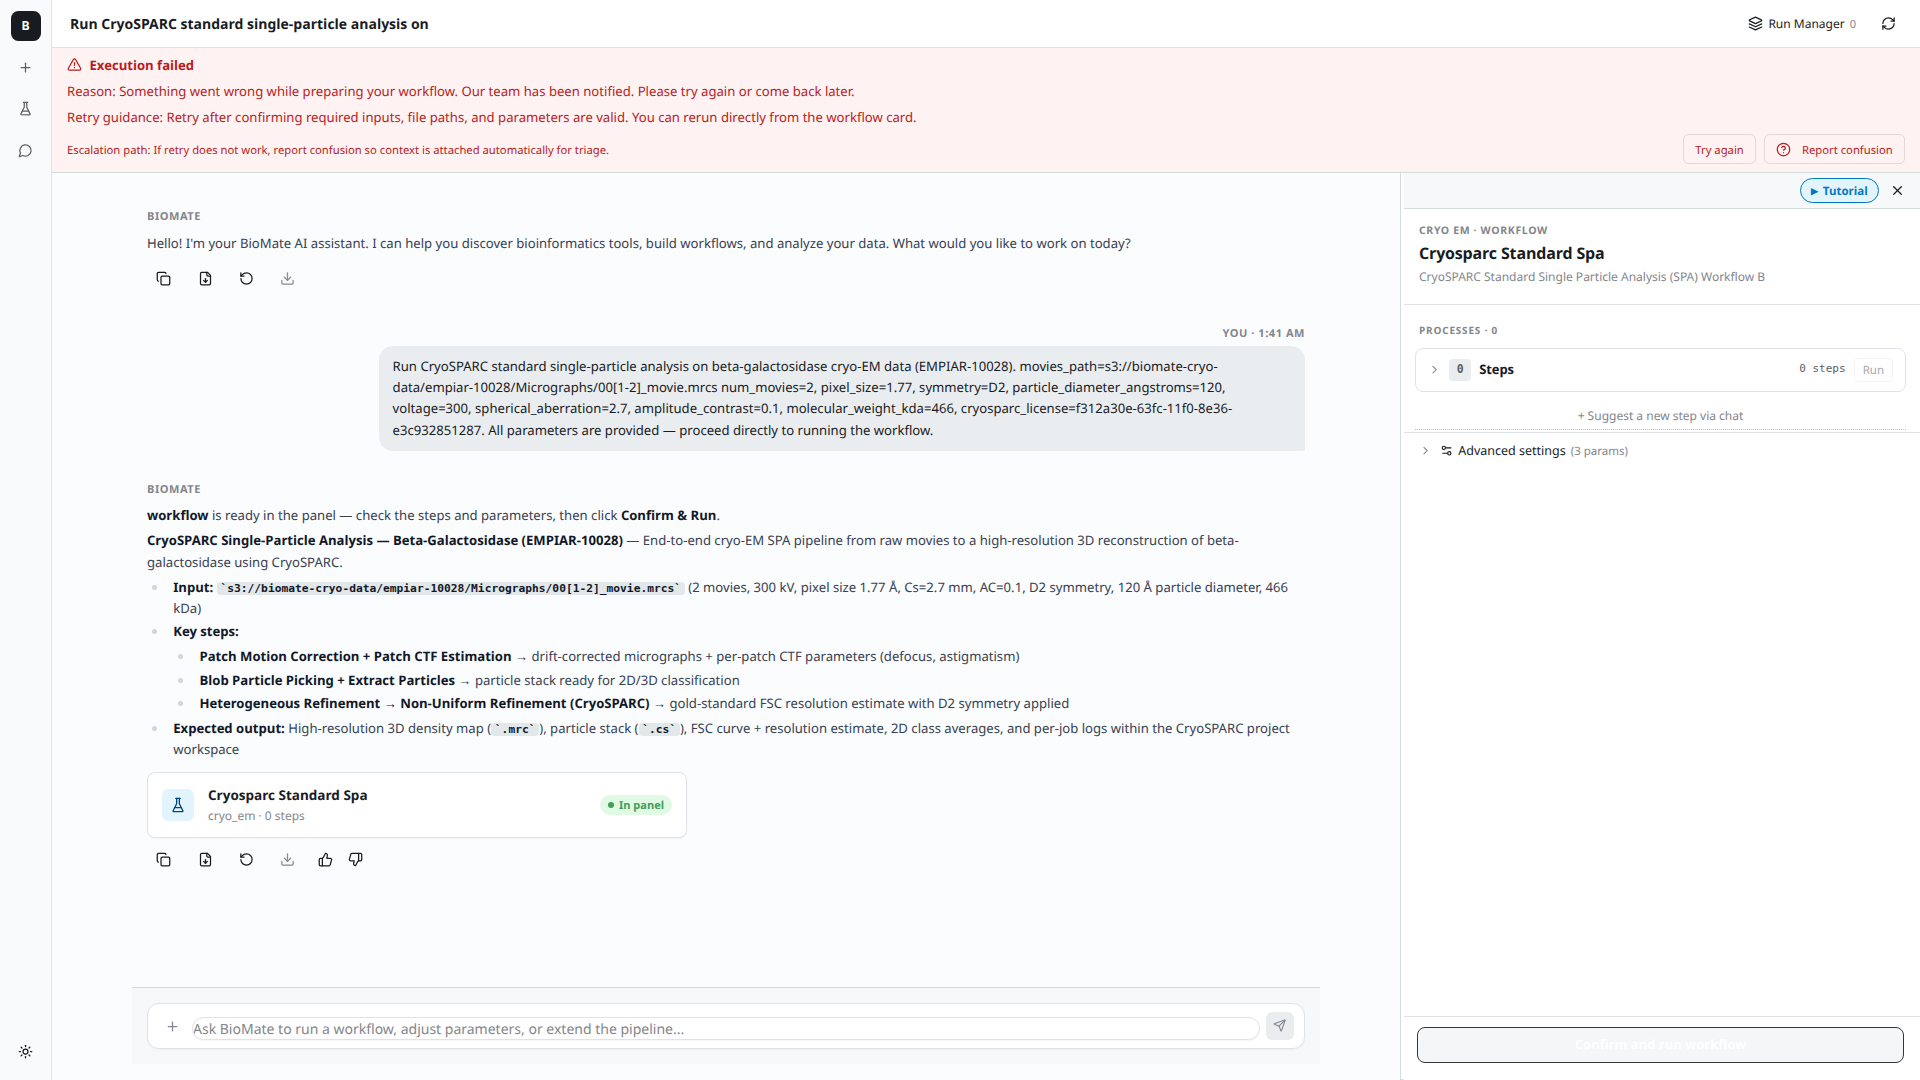 B
Run CryoSPARC standard single-particle analysis on
Run Manager 0
Execution failed
Reason: Something went wrong while preparing your workflow. Our team has been notified. Please try again or come back later.
Retry guidance: Retry after confirming required inputs, file paths, and parameters are valid. You can rerun directly from the workflow card.
Escalation path: If retry does not work, report confusion so context is attached automatically for triage.
Try again
Report confusion
BIOMATE
Hello! I'm your BioMate AI assistant. I can help you discover bioinformatics tools, build workflows, and analyze your data. What would you like to work on today?
YOU · 1:41 AM
Run CryoSPARC standard single-particle analysis on beta-galactosidase cryo-EM data (EMPIAR-10028). movies_path=s3://biomate-cryo-
data/empiar-10028/Micrographs/00[1-2]_movie.mrcs num_movies=2, pixel_size=1.77, symmetry=D2, particle_diameter_angstroms=120,
voltage=300, spherical_aberration=2.7, amplitude_contrast=0.1, molecular_weight_kda=466, cryosparc_license=f312a30e-63fc-11f0-8e36-
e3c932851287. All parameters are provided — proceed directly to running the workflow.
BIOMATE
workflow is ready in the panel — check the steps and parameters, then click Confirm & Run.
CryoSPARC Single-Particle Analysis — Beta-Galactosidase (EMPIAR-10028) — End-to-end cryo-EM SPA pipeline from raw movies to a high-resolution 3D reconstruction of beta-
galactosidase using CryoSPARC.
Input: `s3://biomate-cryo-data/empiar-10028/Micrographs/00[1-2]_movie.mrcs` (2 movies, 300 kV, pixel size 1.77 Å, Cs=2.7 mm, AC=0.1, D2 symmetry, 120 Å particle diameter, 466
kDa)
Key steps:
Patch Motion Correction + Patch CTF Estimation → drift-corrected micrographs + per-patch CTF parameters (defocus, astigmatism)
Blob Particle Picking + Extract Particles → particle stack ready for 2D/3D classification
Heterogeneous Refinement → Non-Uniform Refinement (CryoSPARC) → gold-standard FSC resolution estimate with D2 symmetry applied
Expected output: High-resolution 3D density map (`.mrc`), particle stack (`.cs`), FSC curve + resolution estimate, 2D class averages, and per-job logs within the CryoSPARC project
workspace
Cryosparc Standard Spa
cryo_em · 0 steps
In panel
Ask BioMate to run a workflow, adjust parameters, or extend the pipeline...
Tutorial
CRYO EM · WORKFLOW
Cryosparc Standard Spa
CryoSPARC Standard Single Particle Analysis (SPA) Workflow B
PROCESSES · 0
0 Steps 0 steps Run
+ Suggest a new step via chat
Advanced settings (3 params)
Confirm and run workflow